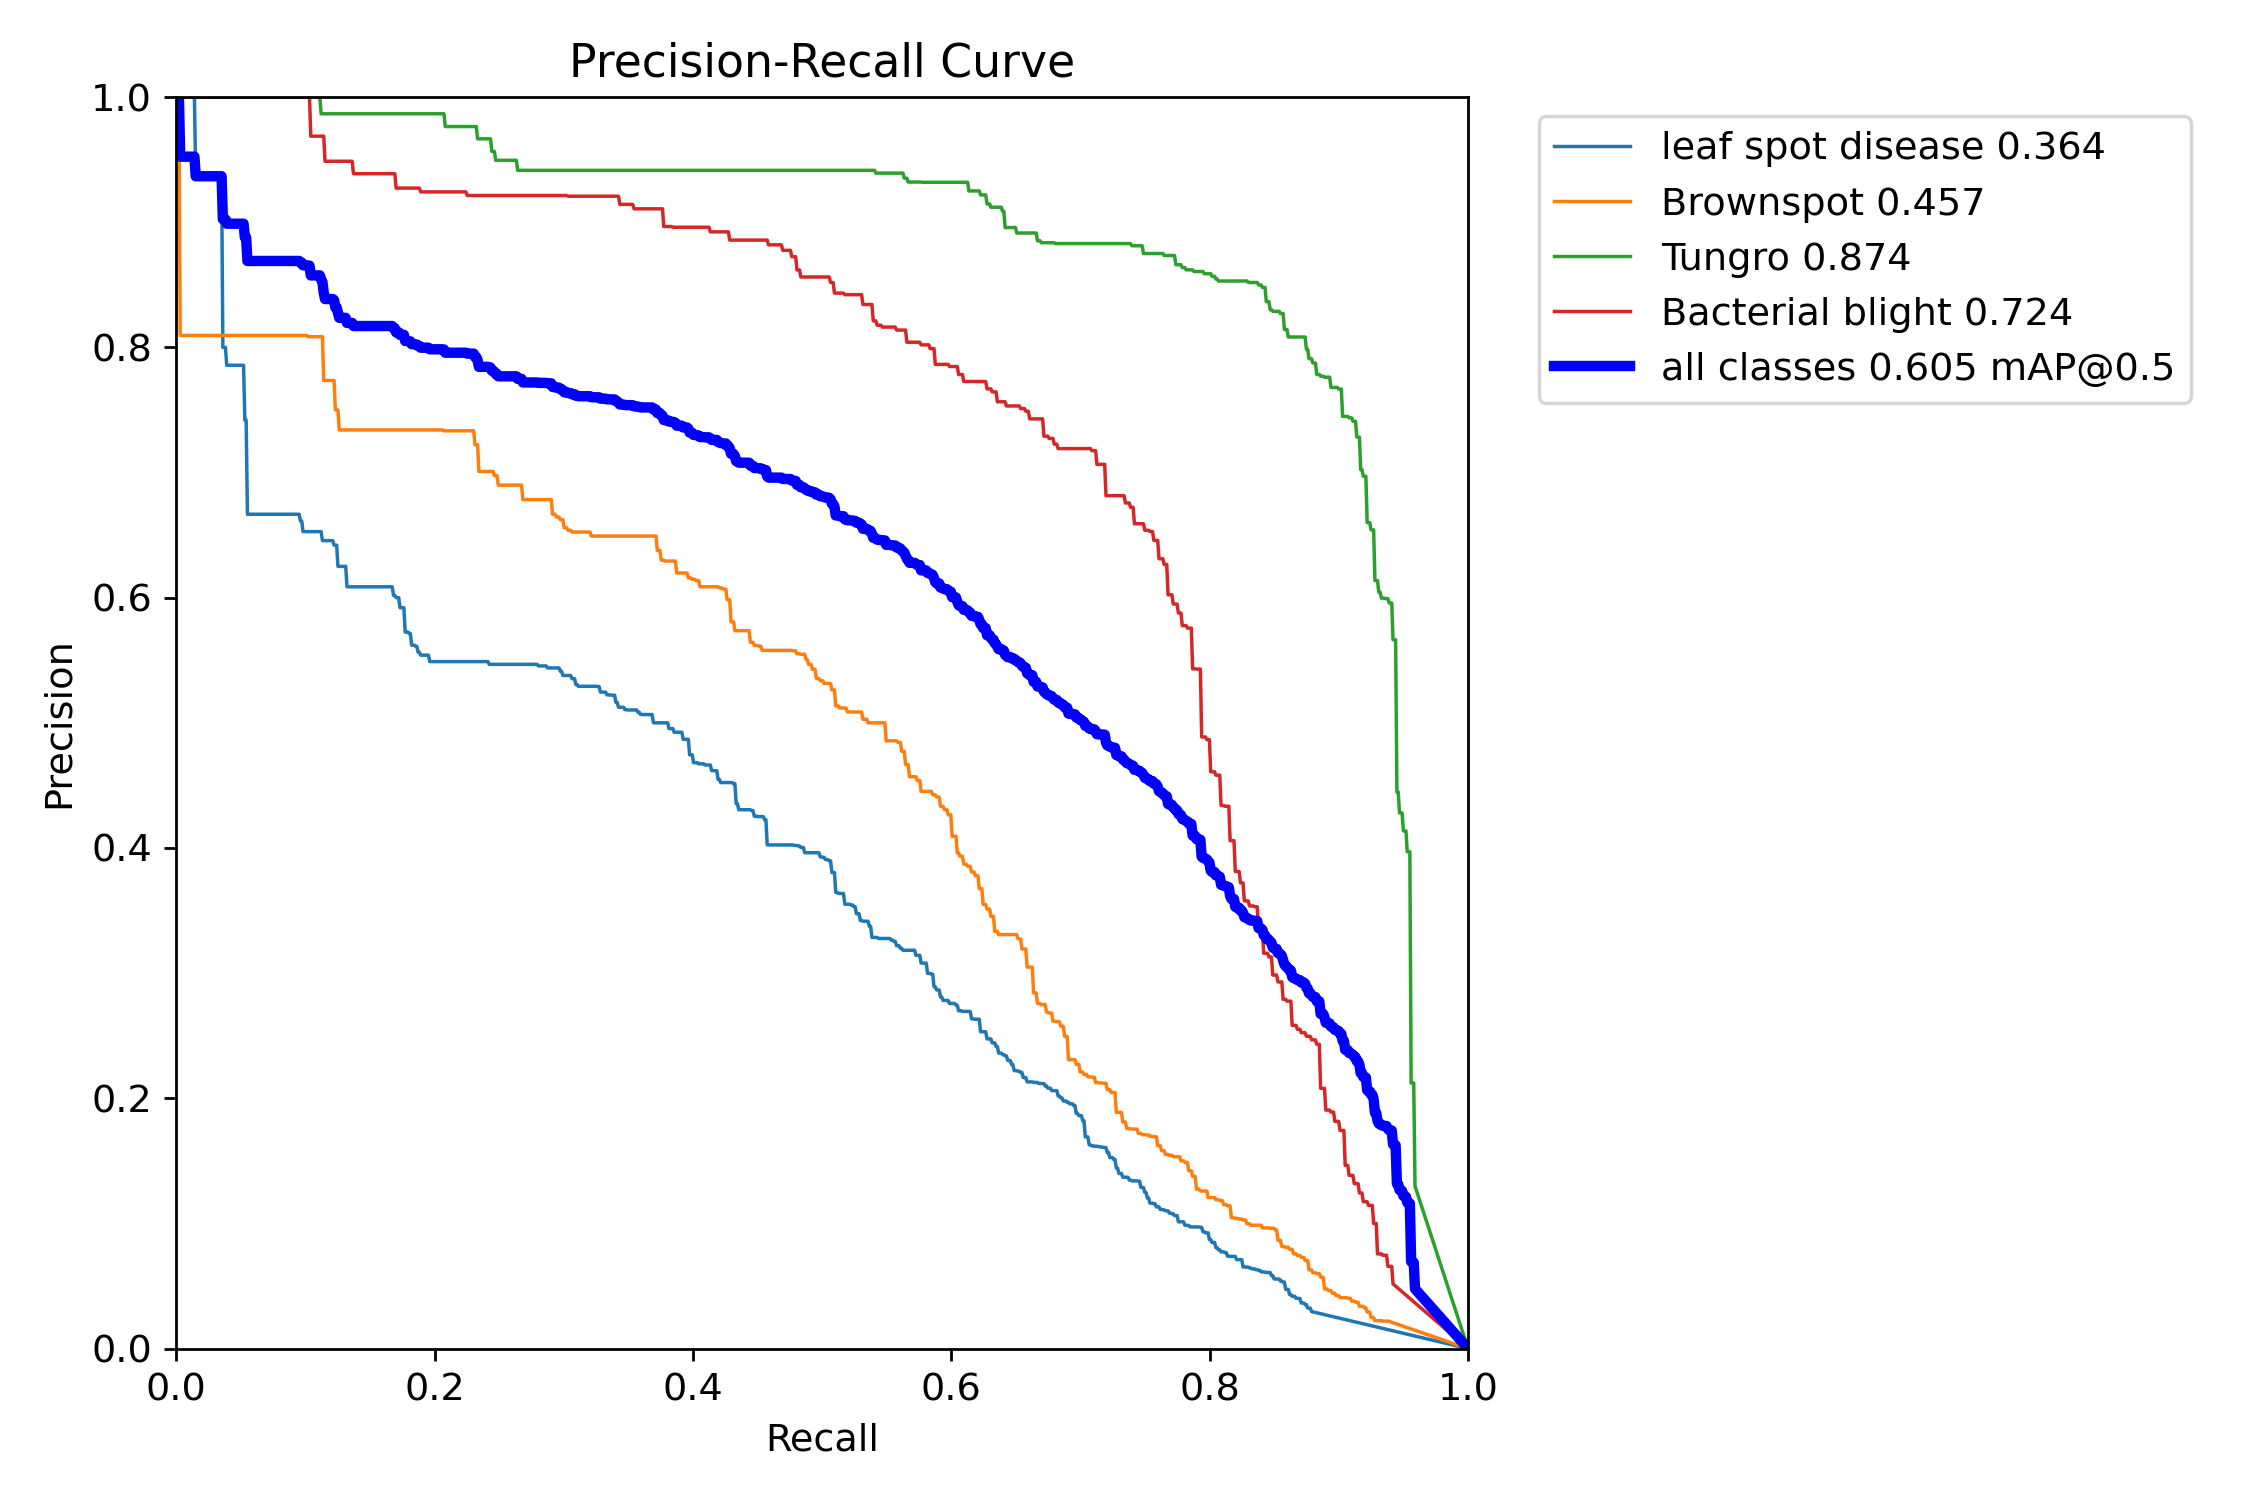 Precision-Recall Curve
1.0
0.8
0.6
0.4
0.2
0.0
Precision
0.0 0.2 0.4 0.6 0.8 1.0
Recall
leaf spot disease 0.364
Brownspot 0.457
Tungro 0.874
Bacterial blight 0.724
all classes 0.605 mAP@0.5